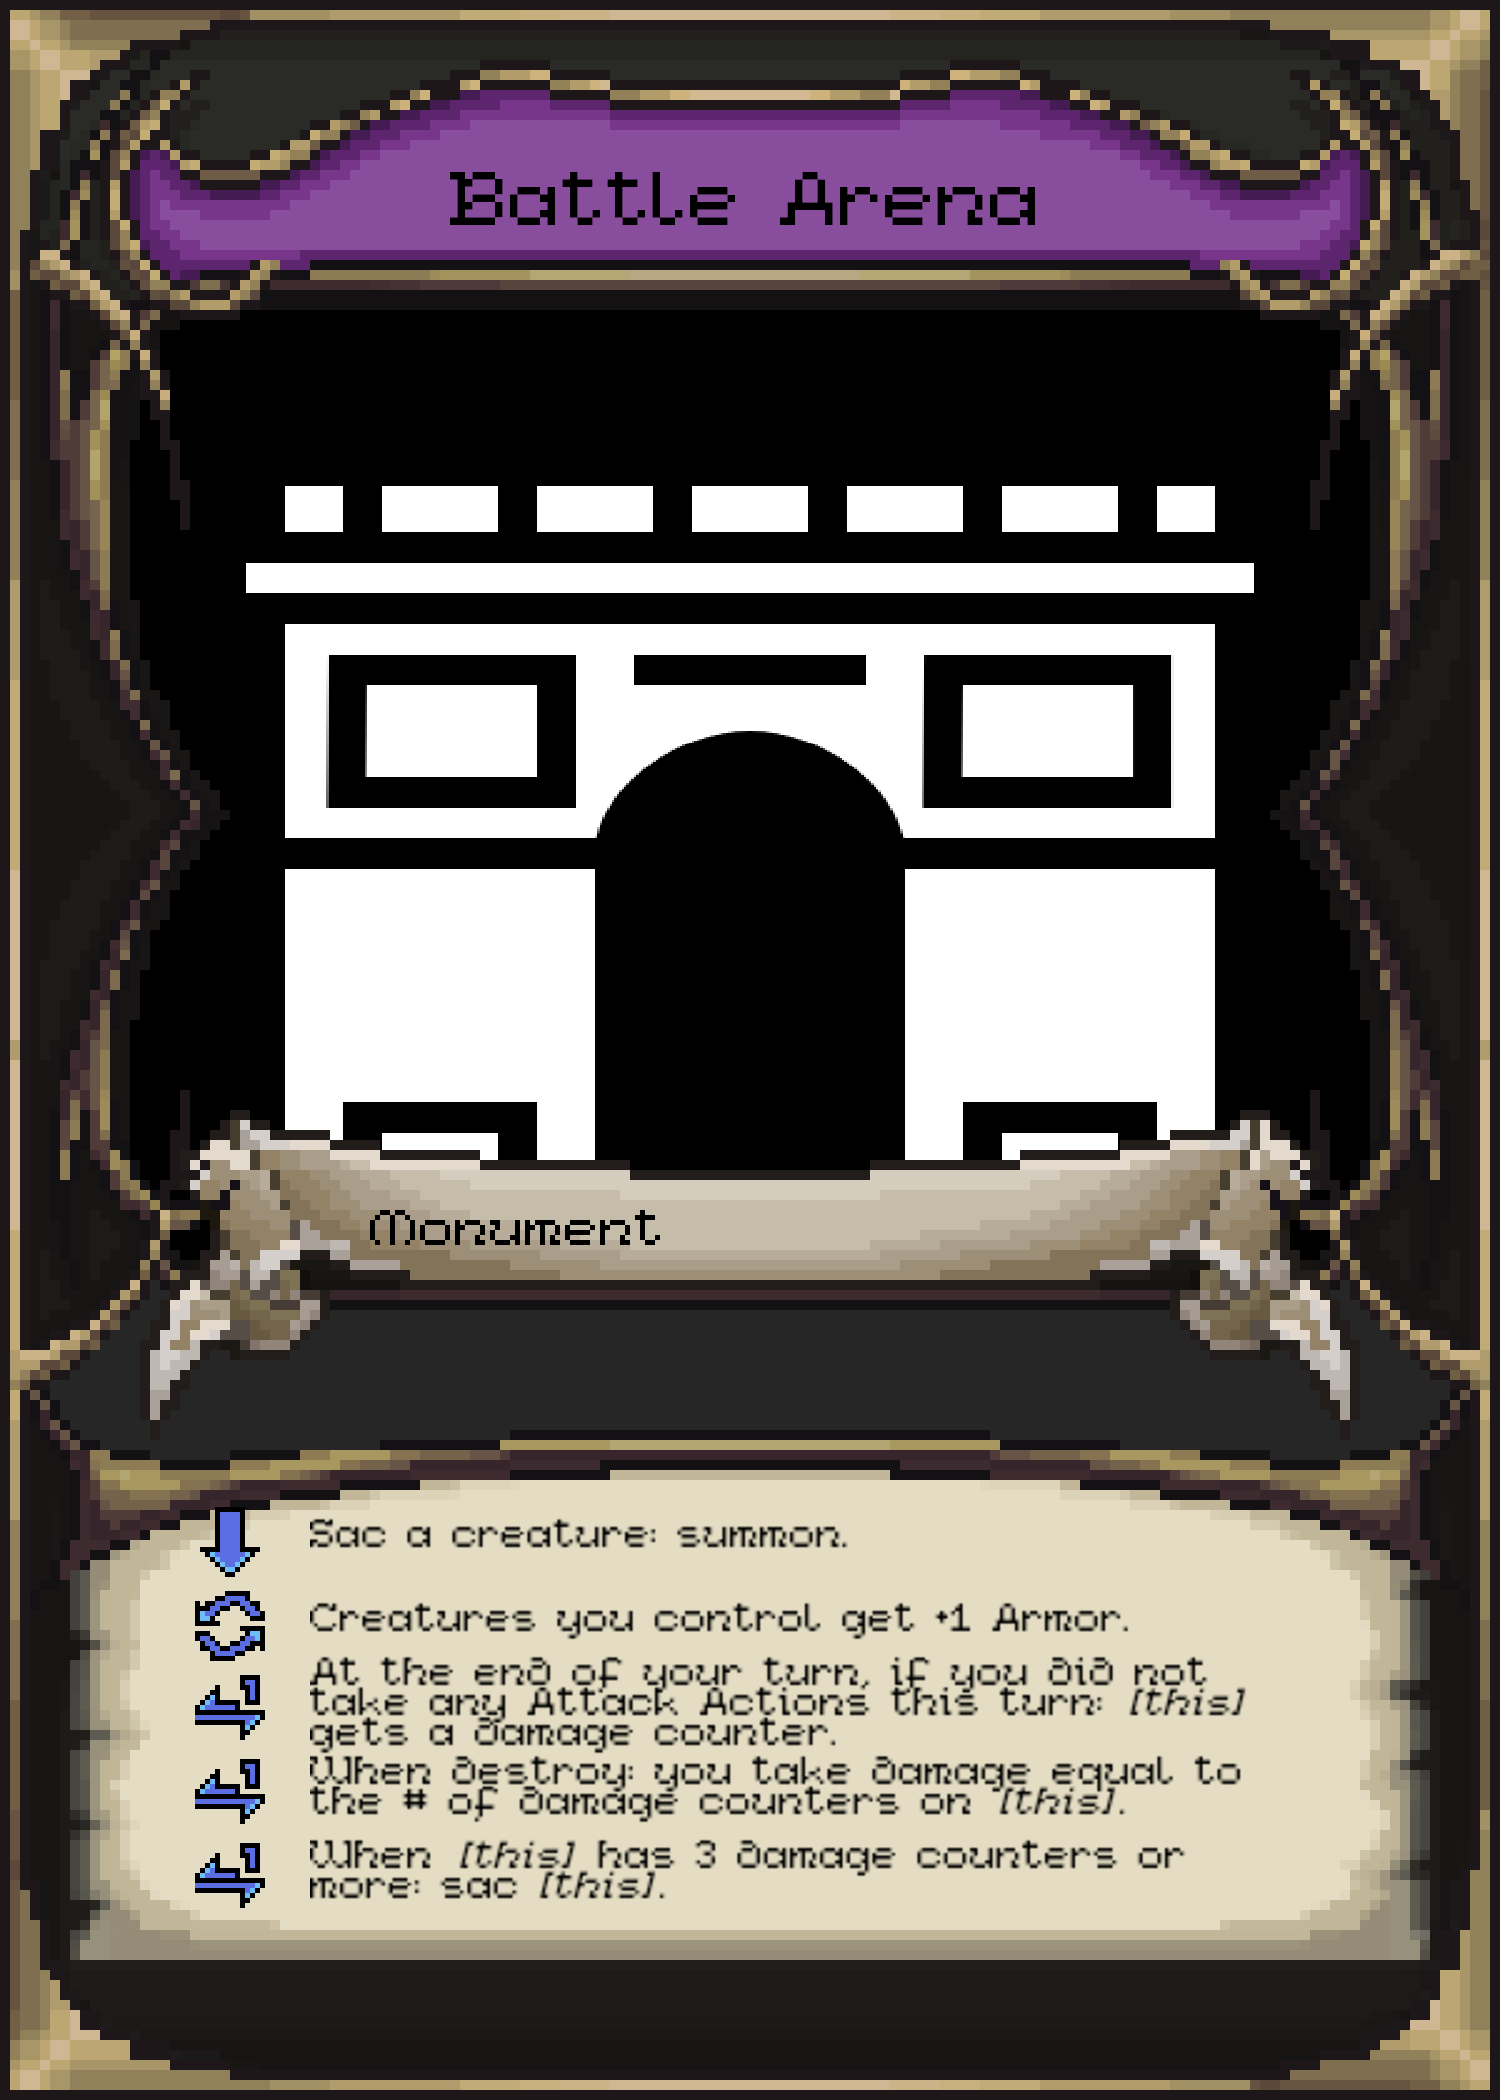 Battle Arena
Monument
Sac a creature: summon.
Creatures you control get +1 Armor.
At the end of your turn, if you did not
take any Attack Actions this turn: [this]
gets a damage counter.
When destroy: you take damage equal to
the # of damage counters on [this].
When [this] has 3 damage counters or
more: sac [this].